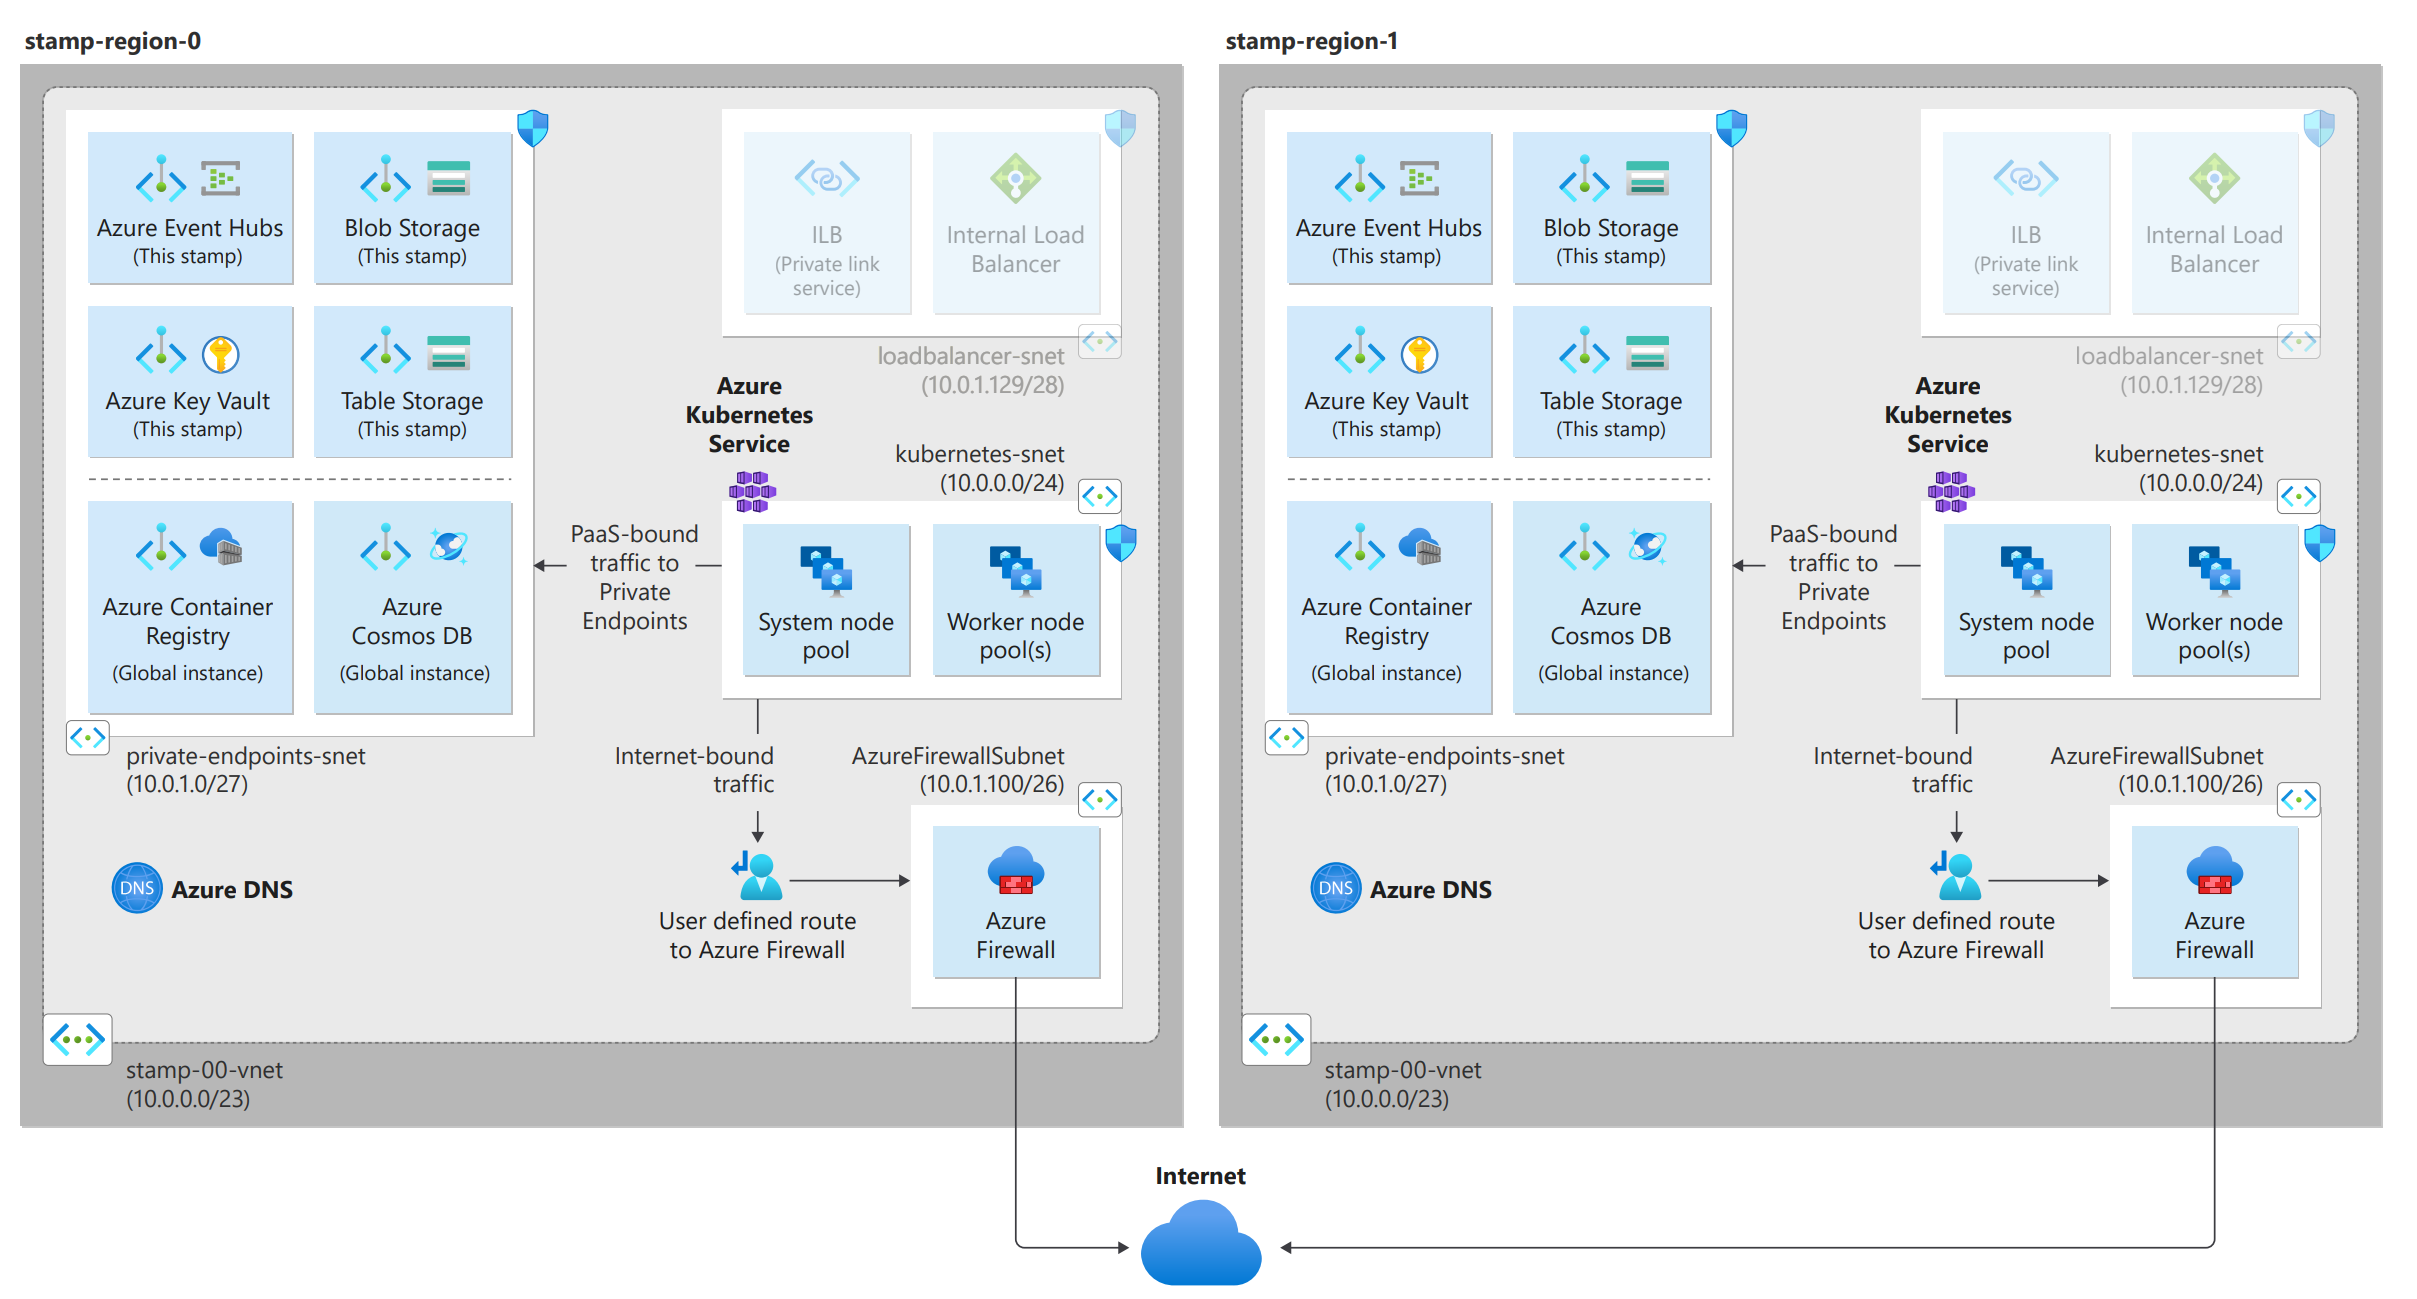 stamp-region-0
Azure Event Hubs
(This stamp)
Blob Storage
(This stamp)
Azure Key Vault
(This stamp)
Table Storage
(This stamp)
Azure Container
Registry
(Global instance)
Azure
Cosmos DB
(Global instance)
private-endpoints-snet
(10.0.1.0/27)
ILB
(Private link
service)
Internal Load
Balancer
loadbalancer-snet
(10.0.1.129/28)
Azure
Kubernetes
Service
kubernetes-snet
(10.0.0.0/24)
PaaS-bound
traffic to
Private
Endpoints
System node
pool
Worker node
pool(s)
Internet-bound
traffic
AzureFirewallSubnet
(10.0.1.100/26)
DNS
Azure DNS
User defined route
to Azure Firewall
Azure
Firewall
stamp-00-vnet
(10.0.0.0/23)
stamp-region-1
Azure Event Hubs
(This stamp)
Blob Storage
(This stamp)
Azure Key Vault
(This stamp)
Table Storage
(This stamp)
Azure Container
Registry
(Global instance)
Azure
Cosmos DB
(Global instance)
private-endpoints-snet
(10.0.1.0/27)
ILB
(Private link
service)
Internal Load
Balancer
loadbalancer-snet
(10.0.1.129/28)
Azure
Kubernetes
Service
kubernetes-snet
(10.0.0.0/24)
PaaS-bound
traffic to
Private
Endpoints
System node
pool
Worker node
pool(s)
Internet-bound
traffic
AzureFirewallSubnet
(10.0.1.100/26)
DNS
Azure DNS
User defined route
to Azure Firewall
Azure
Firewall
stamp-00-vnet
(10.0.0.0/23)
Internet